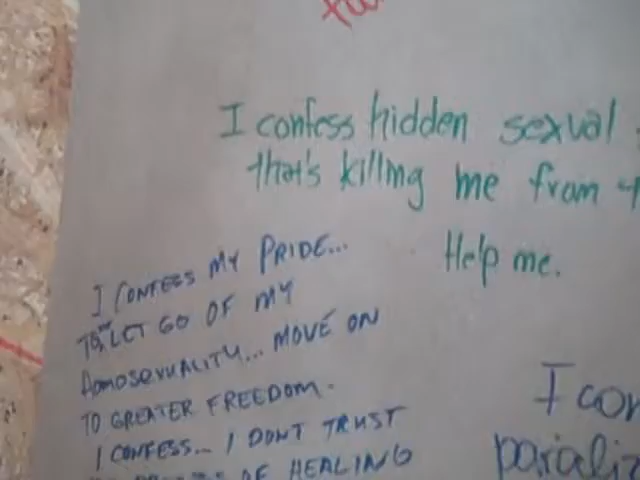 I confess hidden sexual
that's killing me from
Help me.
I CONFESS MY PRIDE...
TO LET GO OF MY
HOMOSEXUALITY... MOVE ON
TO GREATER FREEDOM.
I CONFESS... I DONT TRUST
OF HEALING
I con
paraliz